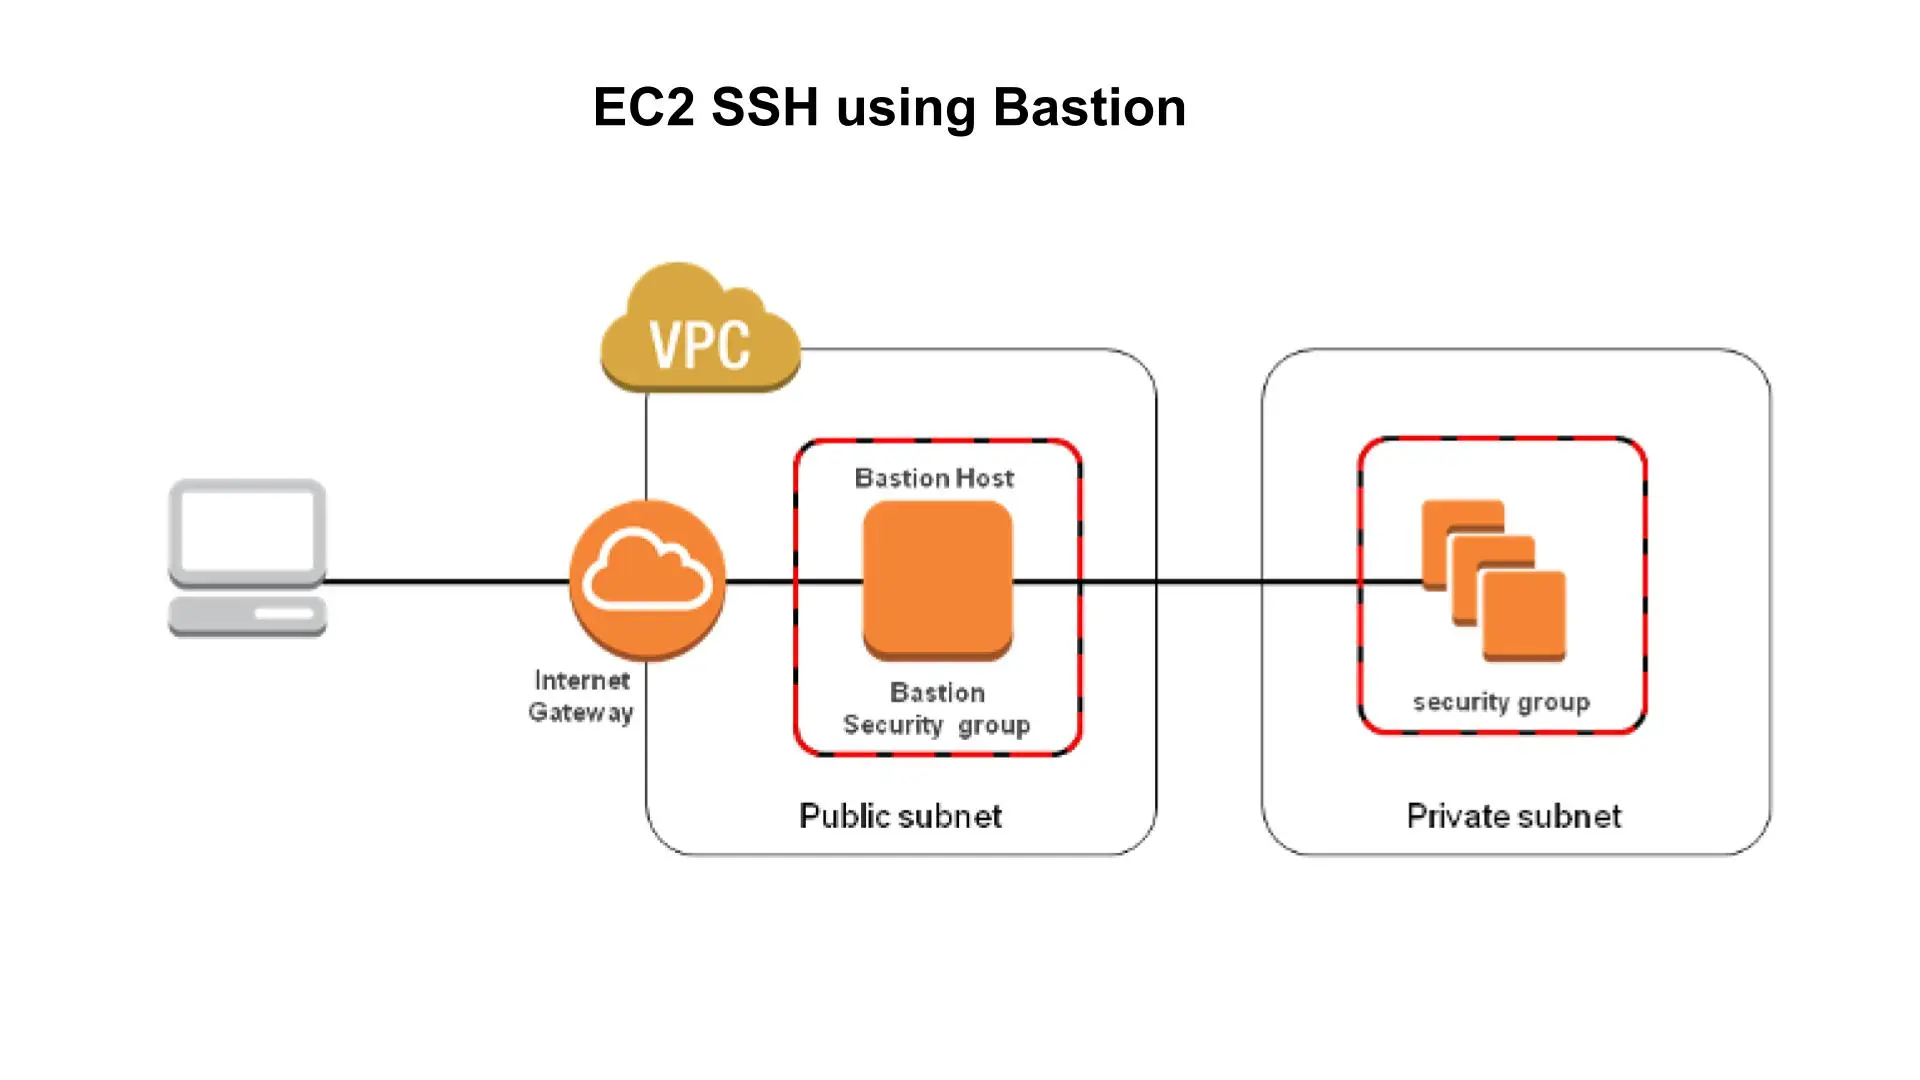 EC2 SSH using Bastion
VPC
Bastion Host
Internet
Gateway
Bastion
Security group
security group
Public subnet
Private subnet